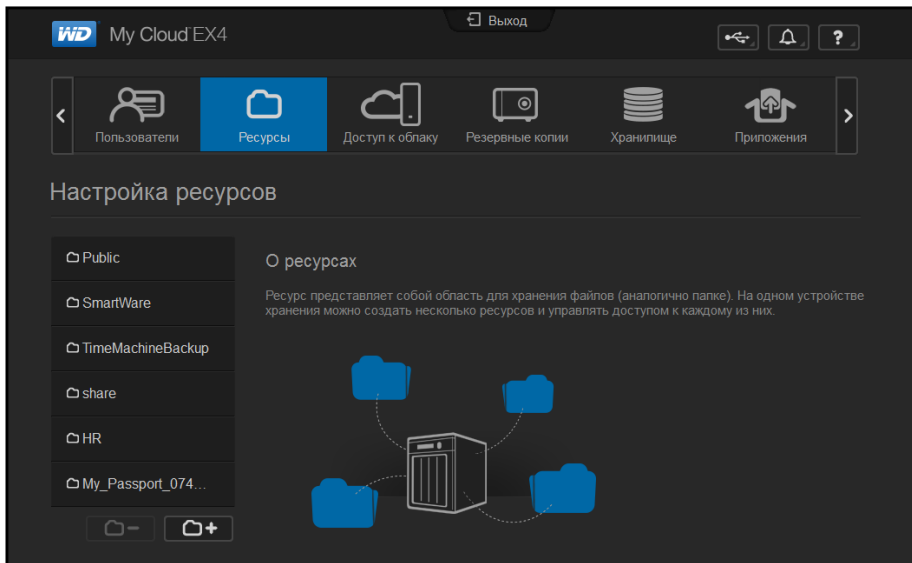 WD My Cloud EX4
Выход
?
Пользователи
Ресурсы
Доступ к облаку
Резервные копии
Хранилище
Приложения
Настройка ресурсов
Public
SmartWare
TimeMachineBackup
share
HR
My_Passport_074...
О ресурсах
Ресурс представляет собой область для хранения файлов (аналогично папке). На одном устройстве
хранения можно создать несколько ресурсов и управлять доступом к каждому из них.